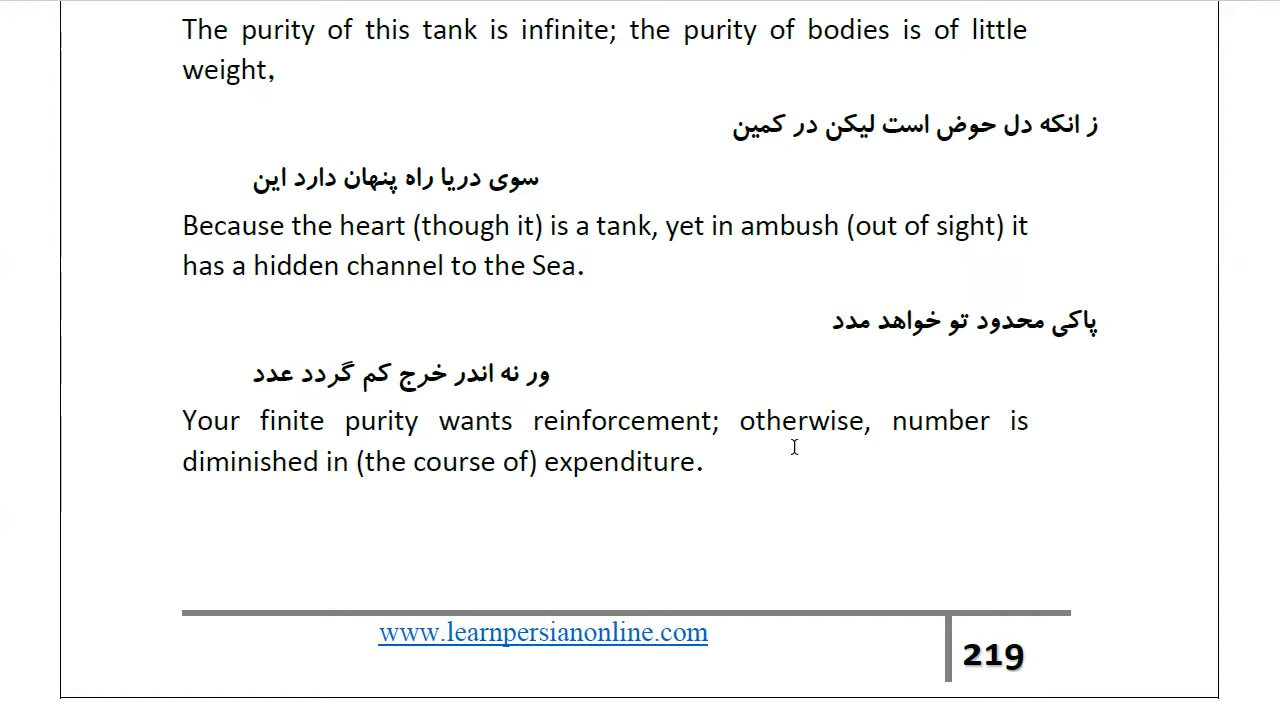 The purity of this tank is infinite; the purity of bodies is of little
weight,
ز انکه دل حوض است لیکن در کمین
سوی دریا راه پنهان دارد این
Because the heart (though it) is a tank, yet in ambush (out of sight) it
has a hidden channel to the Sea.
پاکی محدود تو خواهد مدد
ور نه اندر خرج کم گردد عدد
Your finite purity wants reinforcement; otherwise, number is
diminished in (the course of) expenditure.
www.learnpersianonline.com
219